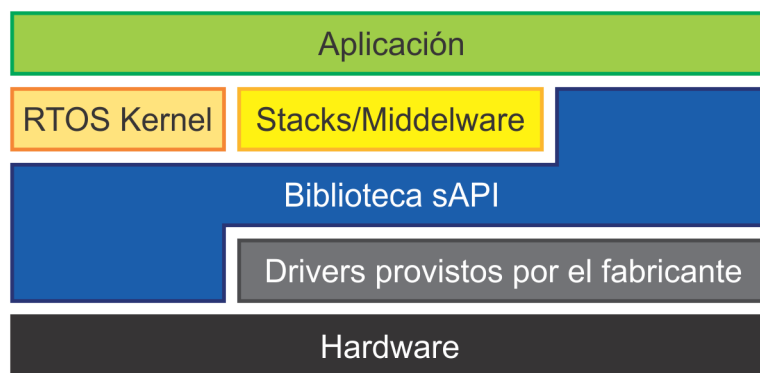 Aplicación
RTOS Kernel
Stacks/Middelware
Biblioteca sAPI
Drivers provistos por el fabricante
Hardware